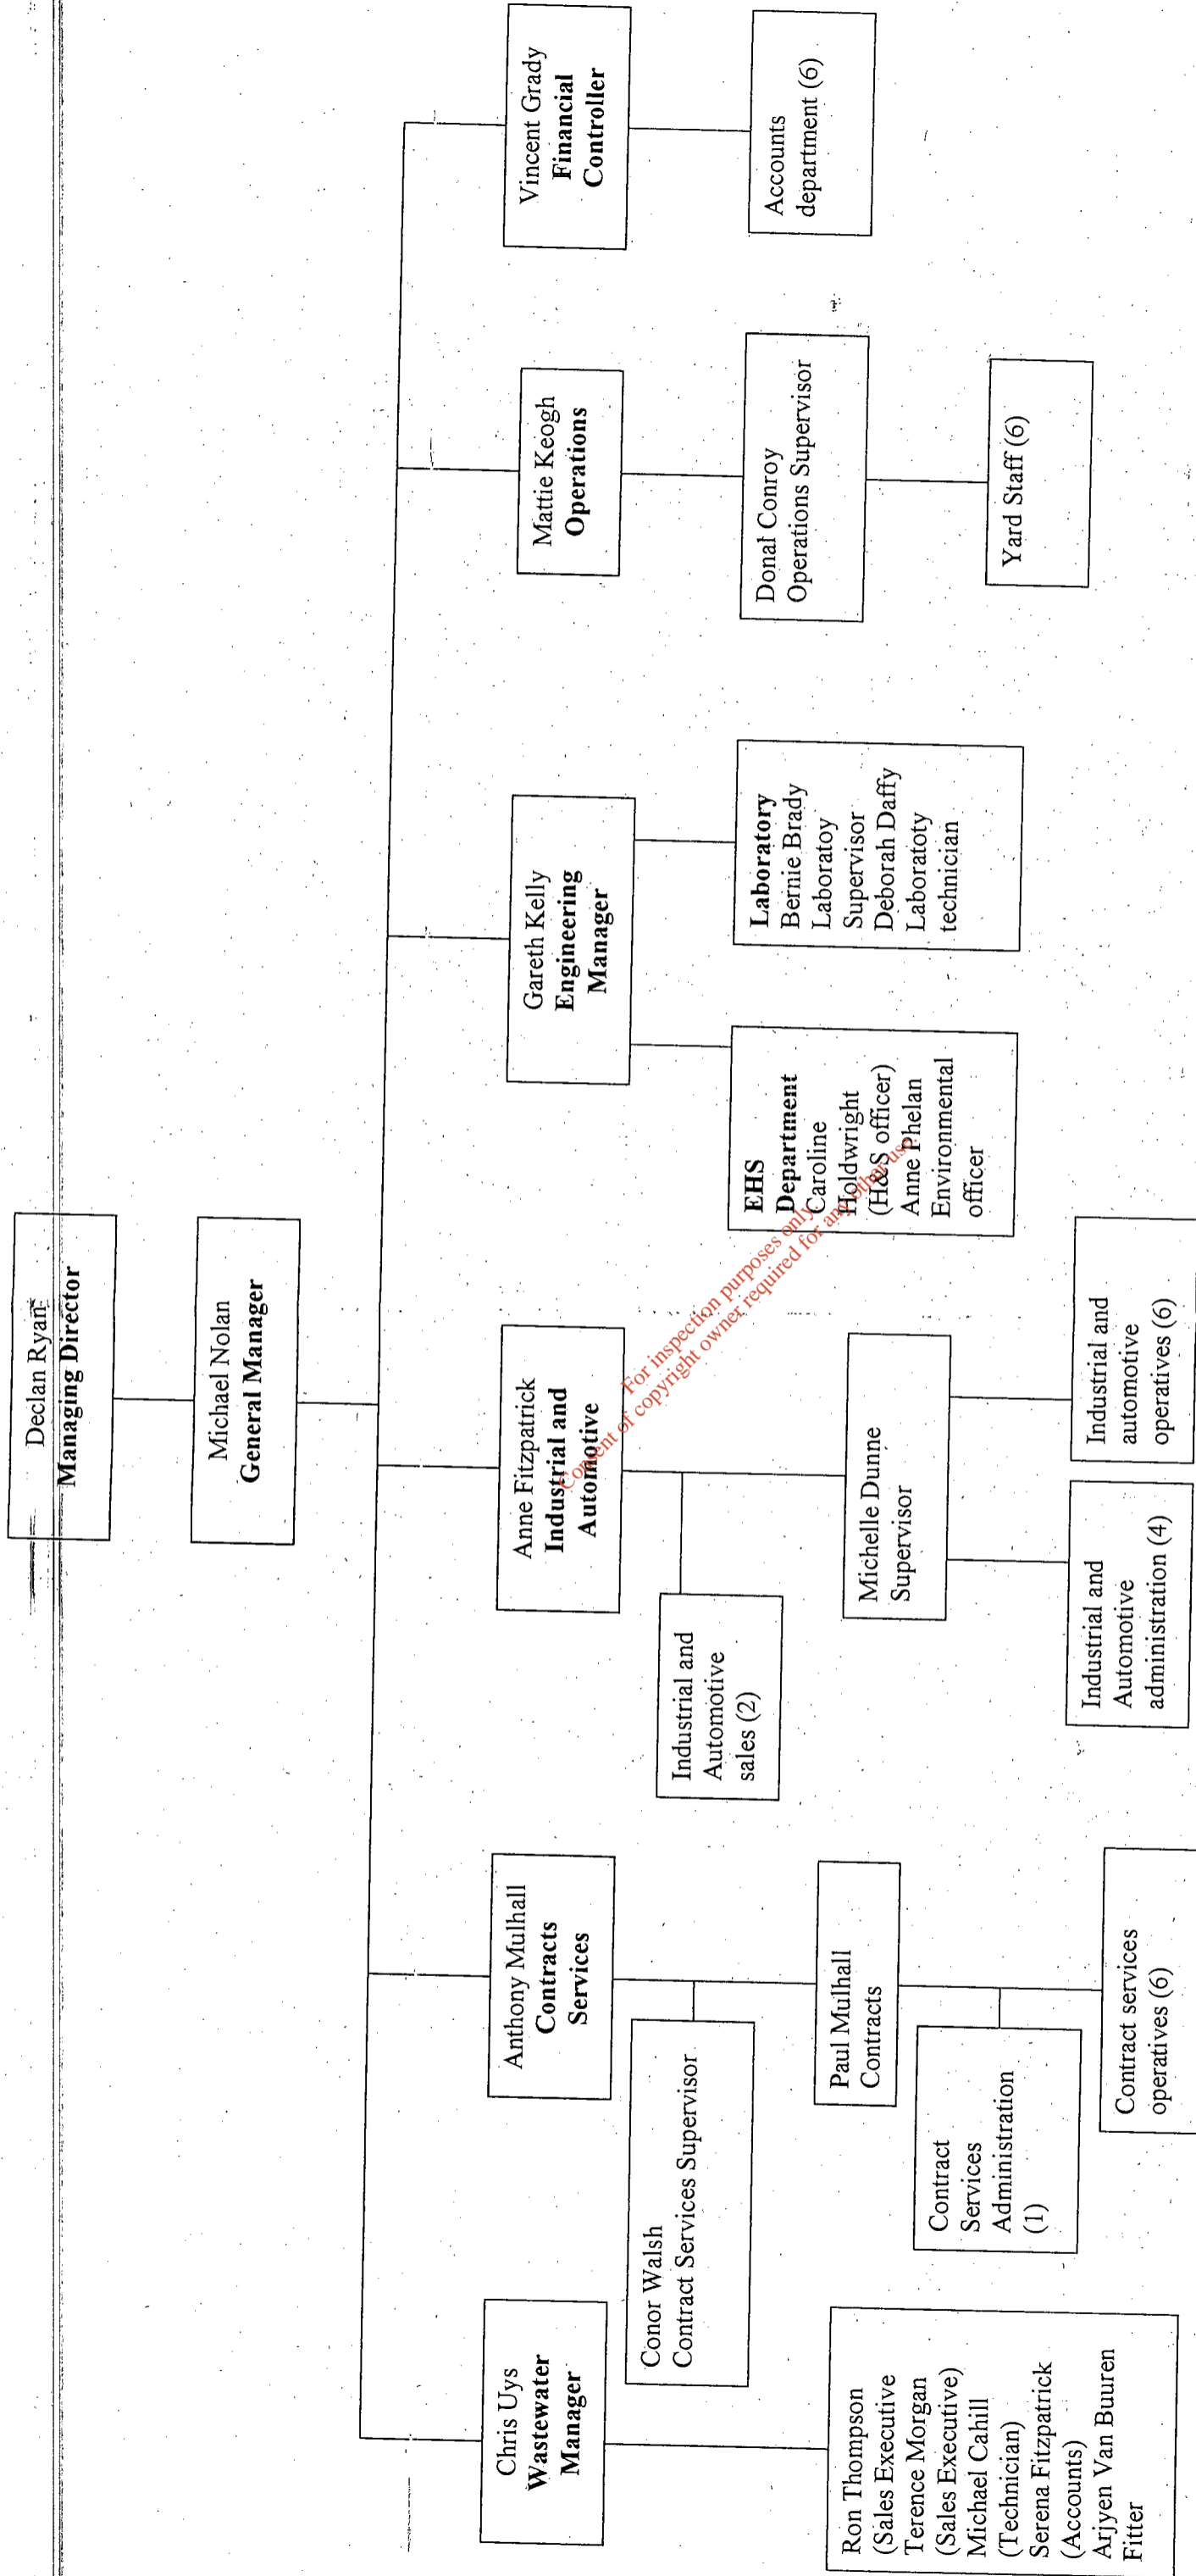 Declan Ryan
Managing Director
Michael Nolan
General Manager
Chris Uys
Wastewater
Manager
Anthony Mulhall
Contracts
Services
Anne Fitzpatrick
Industrial and
Automotive
Gareth Kelly
Engineering
Manager
Mattie Keogh
Operations
Vincent Grady
Financial
Controller
Ron Thompson
(Sales Executive
Terence Morgan
(Sales Executive)
Michael Cahill
(Technician)
Serena Fitzpatrick
(Accounts)
Arjyen Van Buuren
Fitter
Conor Walsh
Contract Services Supervisor
Paul Mulhall
Contracts
Contract
Services
Administration
(1)
Contract services
operatives (6)
Industrial and
Automotive
sales (2)
Michelle Dunne
Supervisor
Industrial and
Automotive
administration (4)
Industrial and
automotive
operatives (6)
EHS
Department
Caroline
Holdwright
(H&S officer)
Anne Phelan
Environmental
officer
Laboratory
Bernie Brady
Laboratoy
Supervisor
Deborah Daffy
Laboratoty
technician
Donal Conroy
Operations Supervisor
Yard Staff (6)
Accounts
department (6)
For inspection purposes only.
Consent of copyright owner required for any other use.